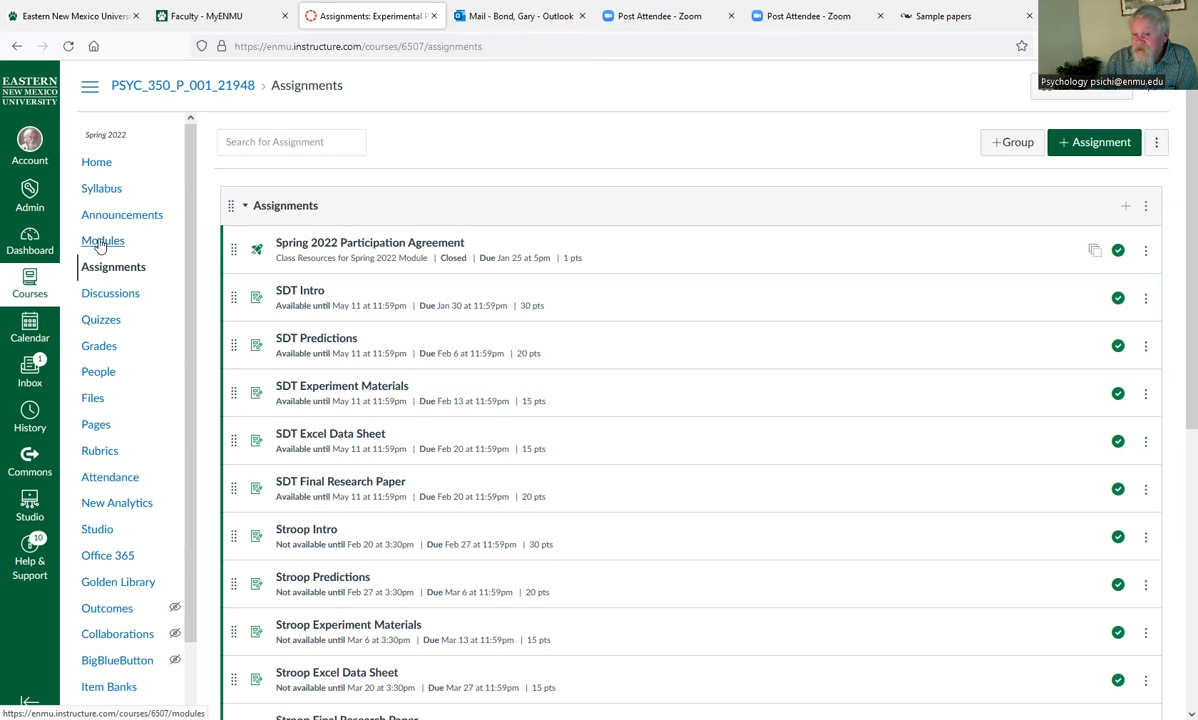 Eastern New Mexico Universi
Faculty - MyENMU
Assignments: Experimental P
Mail - Bond, Gary - Outlook
Post Attendee - Zoom
Post Attendee - Zoom
Sample papers
https://enmu.instructure.com/courses/6507/assignments
Psychology psichi@enmu.edu
EASTERN
NEW MEXICO
UNIVERSITY
PSYC_350_P_001_21948 › Assignments
Account
Admin
Dashboard
Courses
Calendar
1
Inbox
History
Commons
Studio
10
Help &
Support
Spring 2022
Home
Syllabus
Announcements
Modules
Assignments
Discussions
Quizzes
Grades
People
Files
Pages
Rubrics
Attendance
New Analytics
Studio
Office 365
Golden Library
Outcomes
Collaborations
BigBlueButton
Item Banks
https://enmu.instructure.com/courses/6507/modules
Search for Assignment
+Group
+ Assignment
Assignments
Spring 2022 Participation Agreement
Class Resources for Spring 2022 Module | Closed | Due Jan 25 at 5pm | 1 pts
SDT Intro
Available until May 11 at 11:59pm | Due Jan 30 at 11:59pm | 30 pts
SDT Predictions
Available until May 11 at 11:59pm | Due Feb 6 at 11:59pm | 20 pts
SDT Experiment Materials
Available until May 11 at 11:59pm | Due Feb 13 at 11:59pm | 15 pts
SDT Excel Data Sheet
Available until May 11 at 11:59pm | Due Feb 20 at 11:59pm | 15 pts
SDT Final Research Paper
Available until May 11 at 11:59pm | Due Feb 20 at 11:59pm | 20 pts
Stroop Intro
Not available until Feb 20 at 3:30pm | Due Feb 27 at 11:59pm | 30 pts
Stroop Predictions
Not available until Feb 27 at 3:30pm | Due Mar 6 at 11:59pm | 20 pts
Stroop Experiment Materials
Not available until Mar 6 at 3:30pm | Due Mar 13 at 11:59pm | 15 pts
Stroop Excel Data Sheet
Not available until Mar 20 at 3:30pm | Due Mar 27 at 11:59pm | 15 pts
Stroop Final Research Paper